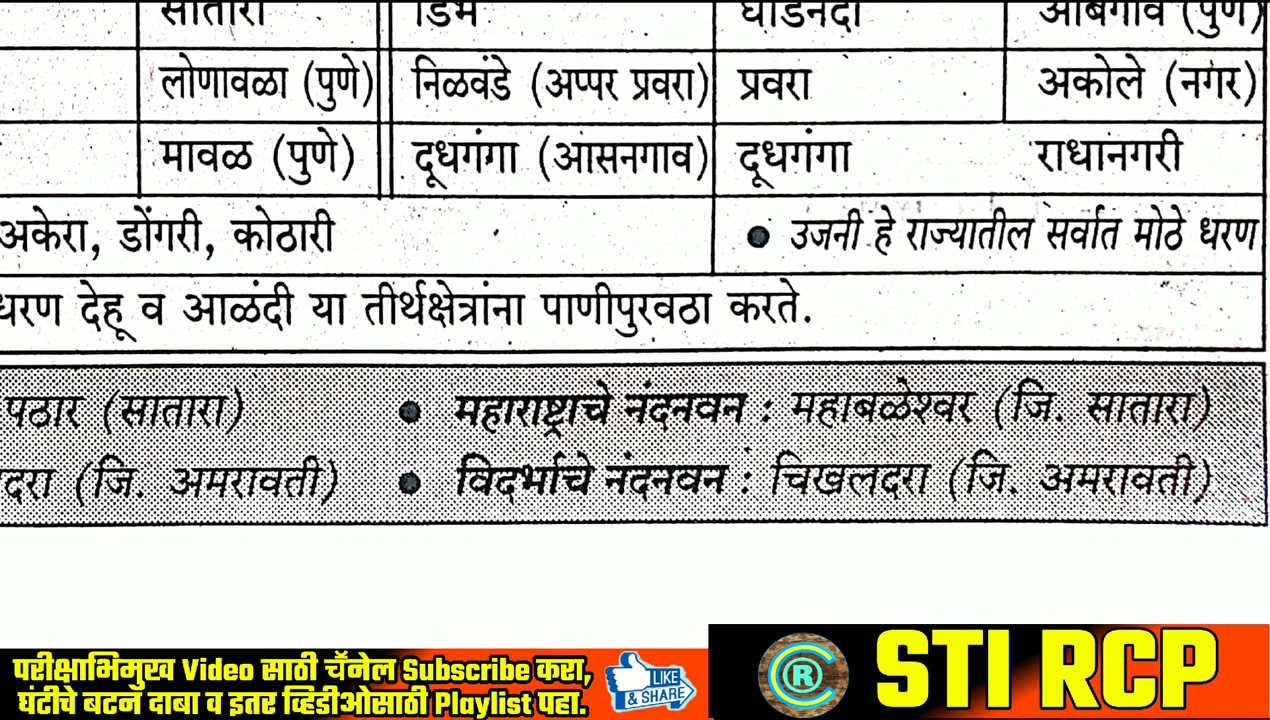 सातारा डिंभे घोडनदी आंबेगाव (पुणे)
लोणावळा (पुणे) निळवंडे (अप्पर प्रवरा) प्रवरा अकोले (नगर)
मावळ (पुणे) दूधगंगा (आसनगाव) दूधगंगा राधानगरी
अकेरा, डोंगरी, कोठारी ● उजनी हे राज्यातील सर्वात मोठे धरण
धरण देहू व आळंदी या तीर्थक्षेत्रांना पाणीपुरवठा करते.
पठार (सातारा) ● महाराष्ट्राचे नंदनवन : महाबळेश्वर (जि. सातारा)
दरा (जि. अमरावती) ● विदर्भाचे नंदनवन : चिखलदरा (जि. अमरावती)
परीक्षाभिमुख Video साठी चॅनेल Subscribe करा,
घंटीचे बटन दाबा व इतर व्हिडीओसाठी Playlist पहा.
LIKE
& SHARE
R
STI RCP